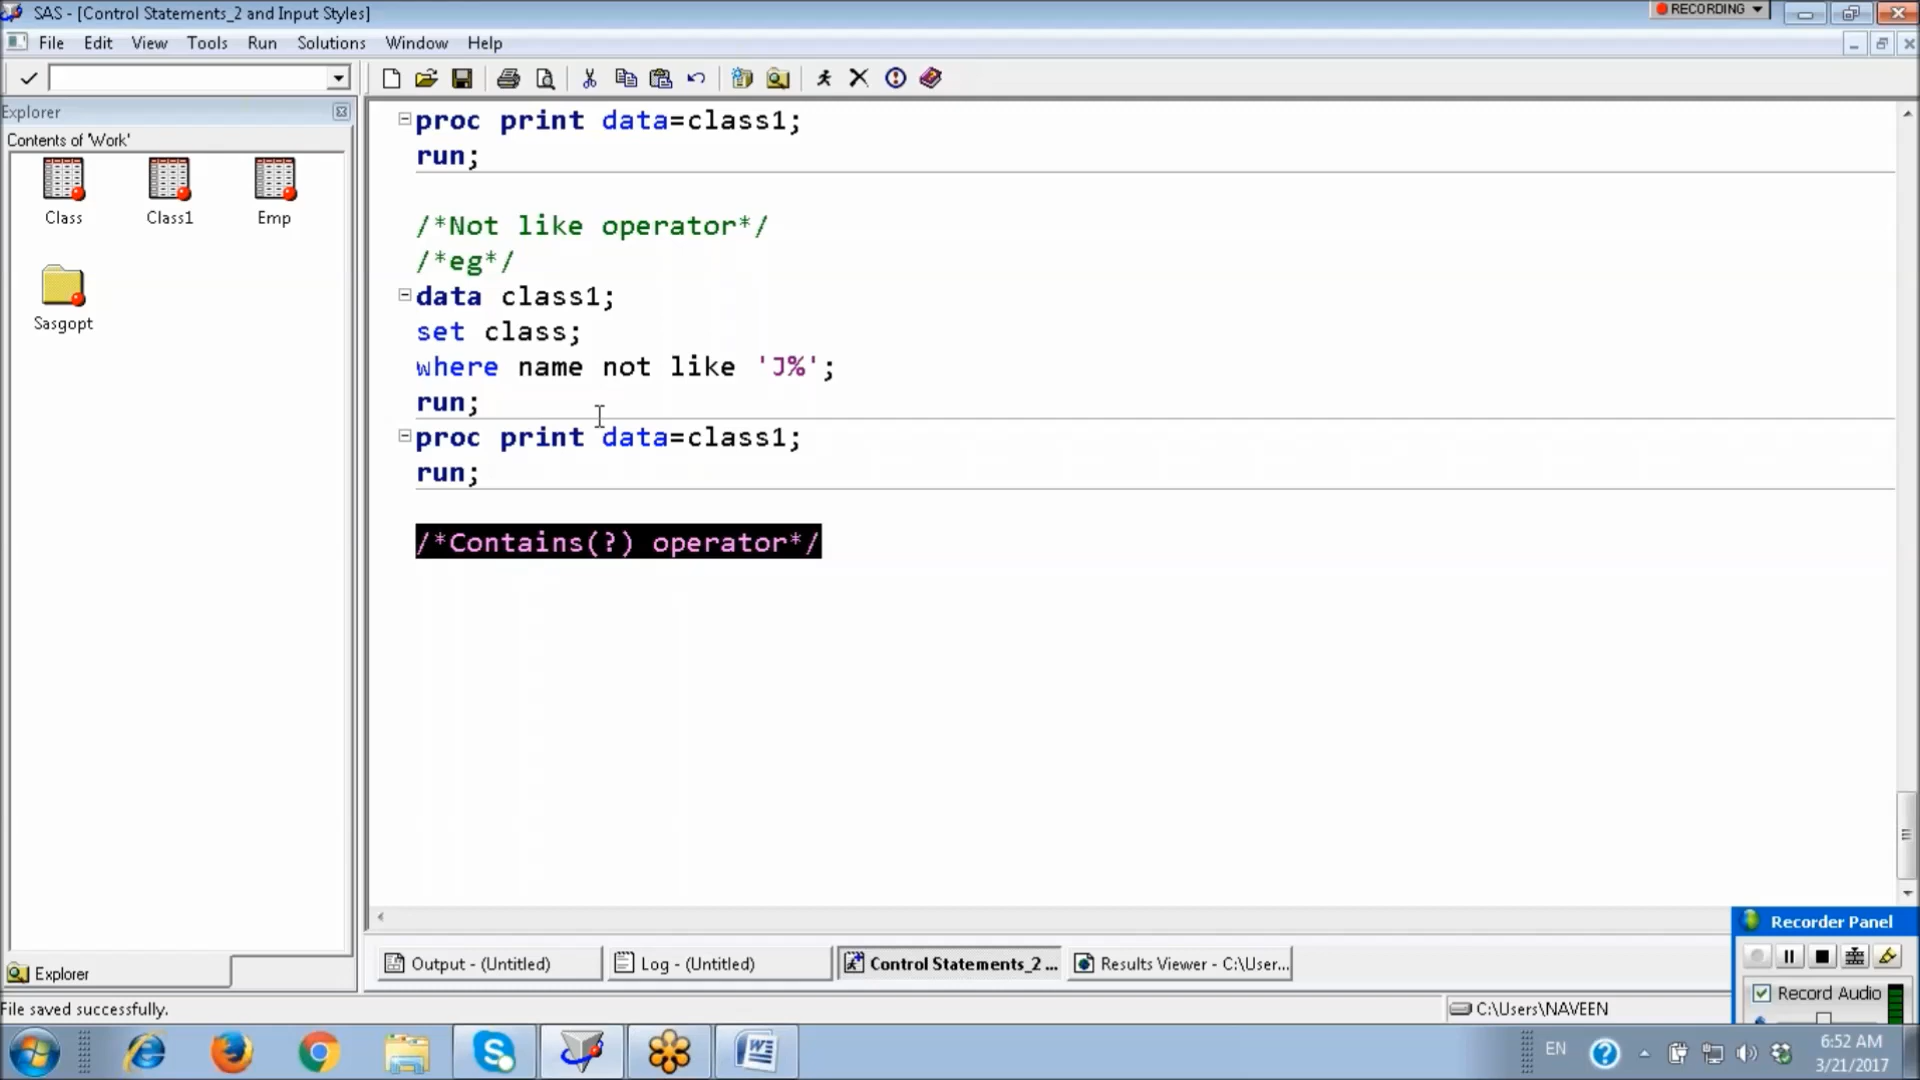 SAS - [Control Statements_2 and Input Styles]
RECORDING
File Edit View Tools Run Solutions Window Help
Explorer
Contents of 'Work'
Class Class1 Emp
Sasgopt
proc print data=class1;
run;
/*Not like operator*/
/*eg*/
data class1;
set class;
where name not like 'J%';
run;
proc print data=class1;
run;
/*Contains(?) operator*/
Recorder Panel
Record Audio
Explorer
Output - (Untitled) Log - (Untitled) Control Statements_2 ... Results Viewer - C:\User...
File saved successfully.
C:\Users\NAVEEN
EN
6:52 AM
3/21/2017